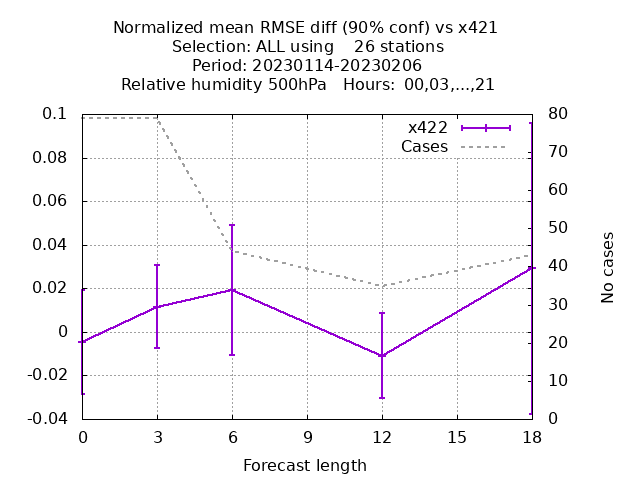 Normalized mean RMSE diff (90% conf) vs x421
Selection: ALL using    26 stations
Period: 20230114-20230206
Relative humidity 500hPa   Hours: 00,03,...,21
0.1
0.08
0.06
0.04
0.02
0
-0.02
-0.04
80
70
60
50
40
30
20
10
0
x422
Cases
No cases
0 3 6 9 12 15 18
Forecast length